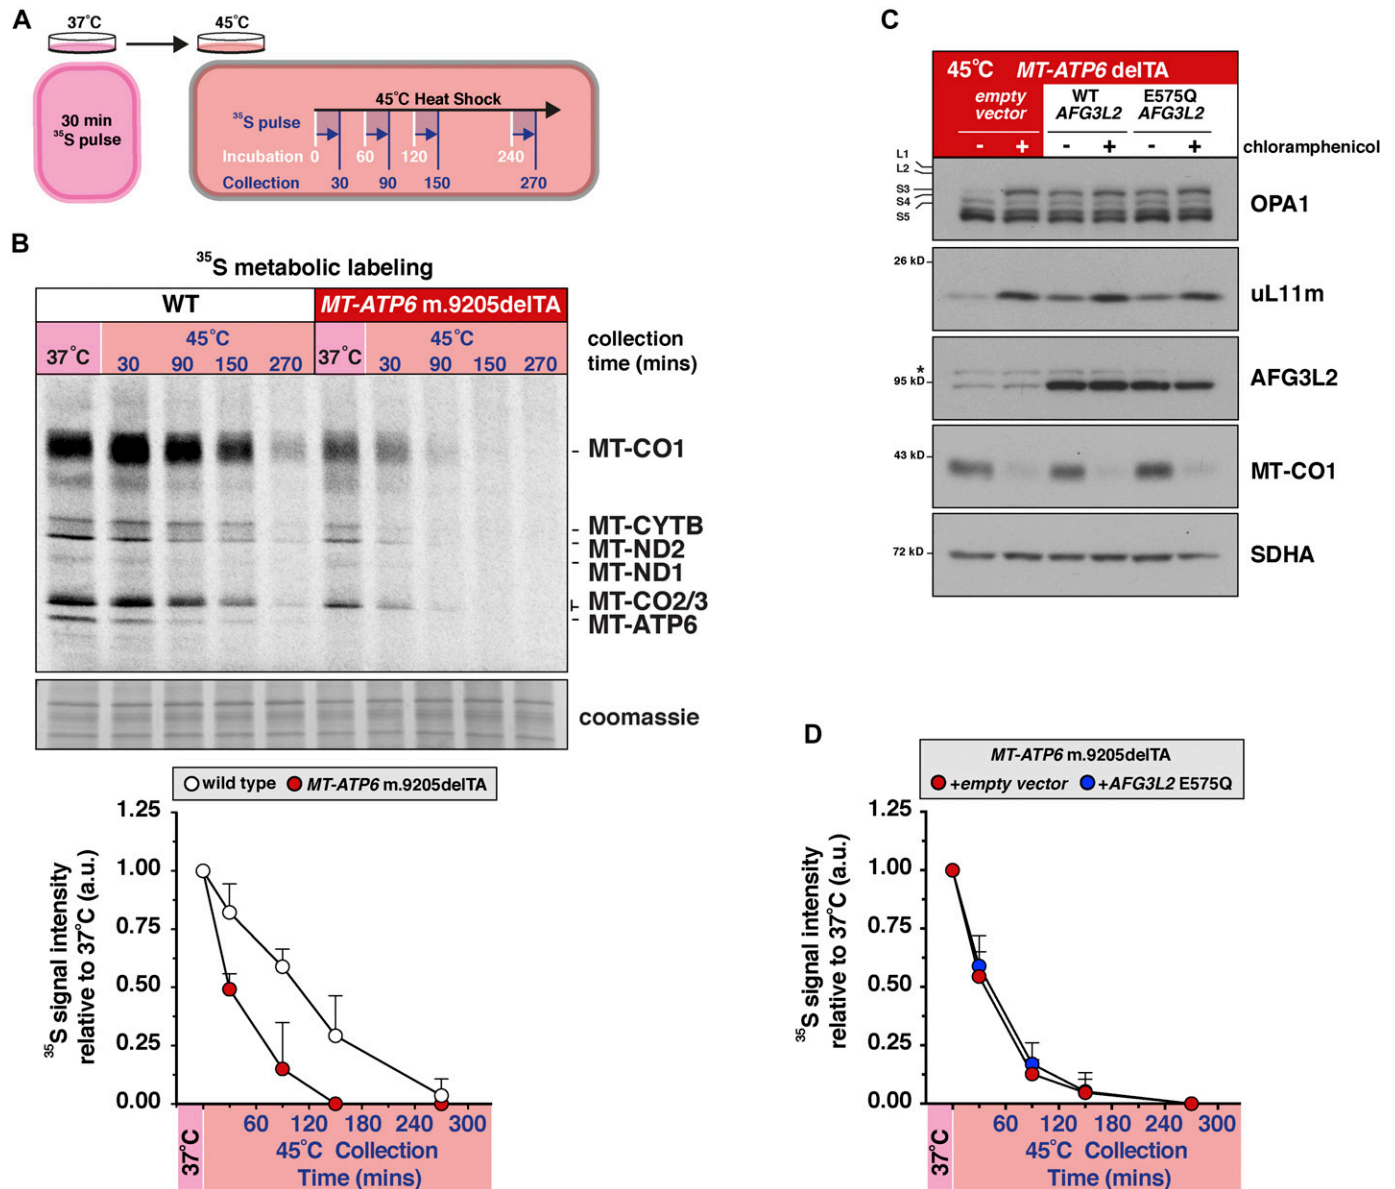 A
37°C
45°C
30 min
35S pulse
45°C Heat Shock
35S pulse
Incubation 0 60 120 240
Collection 30 90 150 270
B
35S metabolic labeling
WT MT-ATP6 m.9205delTA
37°C 45°C 37°C 45°C
30 90 150 270 30 90 150 270
collection
time (mins)
MT-CO1
MT-CYTB
MT-ND2
MT-ND1
MT-CO2/3
MT-ATP6
coomassie
wild type MT-ATP6 m.9205delTA
35S signal intensity
relative to 37°C (a.u.)
1.25
1.00
0.75
0.50
0.25
0.00
37°C
60 120 180 240 300
45°C Collection
Time (mins)
C
45°C MT-ATP6 delTA
empty
vector
WT
AFG3L2
E575Q
AFG3L2
- + - + - + chloramphenicol
L1
L2
S3
S4
S5
OPA1
26 kD
uL11m
*
95 kD
AFG3L2
43 kD
MT-CO1
72 kD
SDHA
D
MT-ATP6 m.9205delTA
+empty vector +AFG3L2 E575Q
35S signal intensity
relative to 37°C (a.u.)
1.25
1.00
0.75
0.50
0.25
0.00
37°C
60 120 180 240 300
45°C Collection
Time (mins)